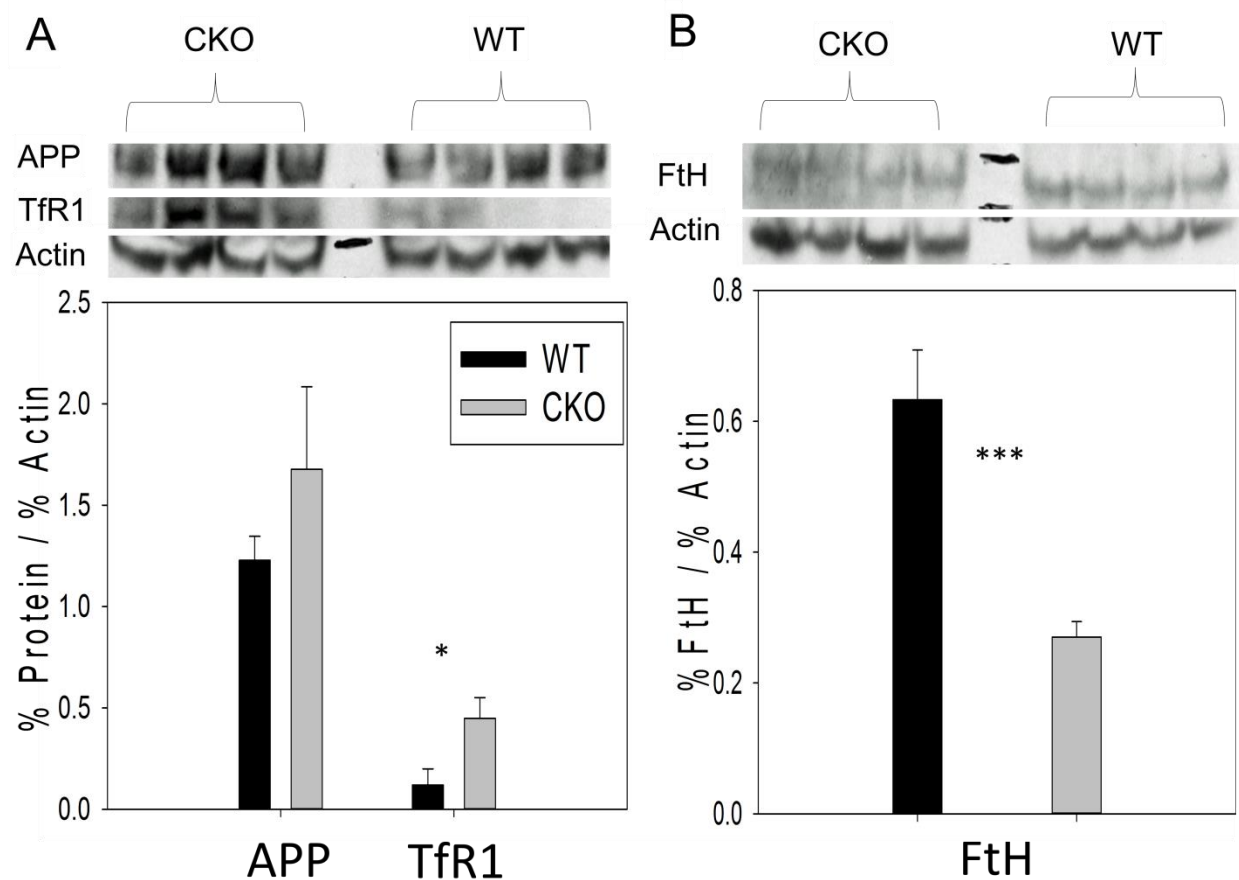 A
CKO
WT
APP
TfR1
Actin
2.5
2.0
1.5
1.0
0.5
0.0
% Protein / % Actin
WT
CKO
*
APP
TfR1
B
CKO
WT
FtH
Actin
0.8
0.6
0.4
0.2
0.0
% FtH / % Actin
***
FtH